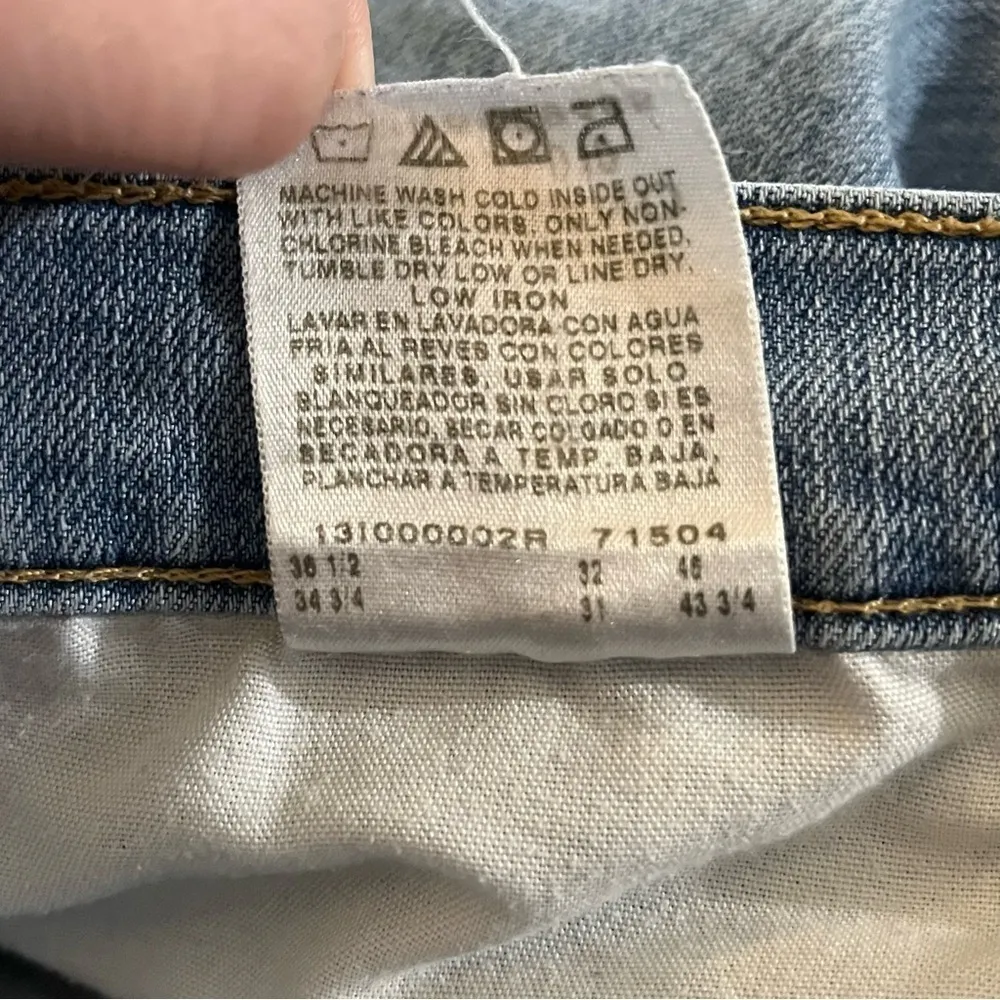 MACHINE WASH COLD INSIDE OUT
WITH LIKE COLORS, ONLY NON-
CHLORINE BLEACH WHEN NEEDED.
TUMBLE DRY LOW OR LINE DRY.
LOW IRON
LAVAR EN LAVADORA CON AGUA
FRIA AL REVES CON COLORES
SIMILARES, USAR SOLO
BLANQUEADOR SIN CLORO SI ES
NECESARIO, SECAR COLGADO O EN
SECADORA A TEMP. BAJA,
PLANCHAR A TEMPERATURA BAJA
131000002R 71504
36 1/2 32 46
34 3/4 31 43 3/4